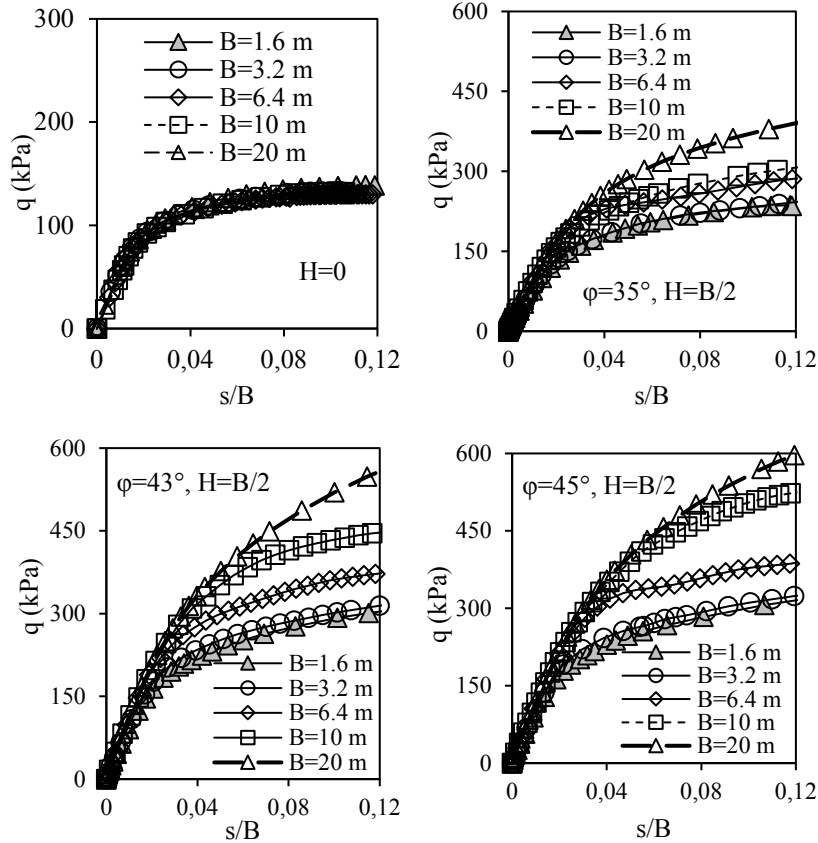 q (kPa)
300
200
100
0
B=1.6 m
B=3.2 m
B=6.4 m
B=10 m
B=20 m
H=0
0
0,04
0,08
0,12
s/B
q (kPa)
600
450
300
150
0
B=1.6 m
B=3.2 m
B=6.4 m
B=10 m
B=20 m
φ=35°, H=B/2
0
0,04
0,08
0,12
s/B
q (kPa)
600
450
300
150
0
φ=43°, H=B/2
B=1.6 m
B=3.2 m
B=6.4 m
B=10 m
B=20 m
0
0,04
0,08
0,12
s/B
q (kPa)
600
450
300
150
0
φ=45°, H=B/2
B=1.6 m
B=3.2 m
B=6.4 m
B=10 m
B=20 m
0
0,04
0,08
0,12
s/B